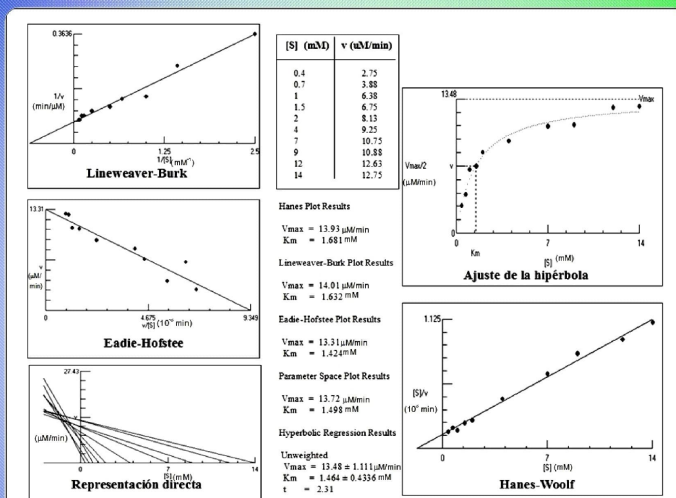 0.3636
1/v
(min/μM)
0
1.25
2.5
1/[S](mM⁻¹)
Lineweaver-Burk
13.31
v
(μM/
min)
0
0
4.675
9.349
v/[S] (10⁻³ min)
Eadie-Hofstee
27.43
v
(μM/min)
0
7
14
[S] (mM)
Representación directa
[S] (mM) v (uM/min)
0.4 2.75
0.7 3.88
1 6.38
1.5 6.75
2 8.13
4 9.25
7 10.75
9 10.88
12 12.63
14 12.75
Hanes Plot Results
Vmax = 13.93 μM/min
Km = 1.681 mM
Lineweaver-Burk Plot Results
Vmax = 14.01 μM/min
Km = 1.632 mM
Eadie-Hofstee Plot Results
Vmax = 13.31 μM/min
Km = 1.424 mM
Parameter Space Plot Results
Vmax = 13.72 μM/min
Km = 1.498 mM
Hyperbolic Regression Results
Unweighted
Vmax = 13.48 ± 1.111 μM/min
Km = 1.464 ± 0.4336 mM
t = 2.31
13.48
Vmax
Vmax/2
v
(μM/min)
0
0
Km
7
14
[S] (mM)
Ajuste de la hipérbola
1.125
[S]/v
0
7
14
[S] (mM)
Hanes-Woolf